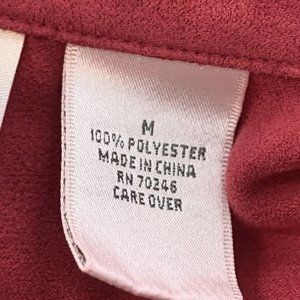 M
100% POLYESTER
MADE IN CHINA
RN 70246
CARE OVER